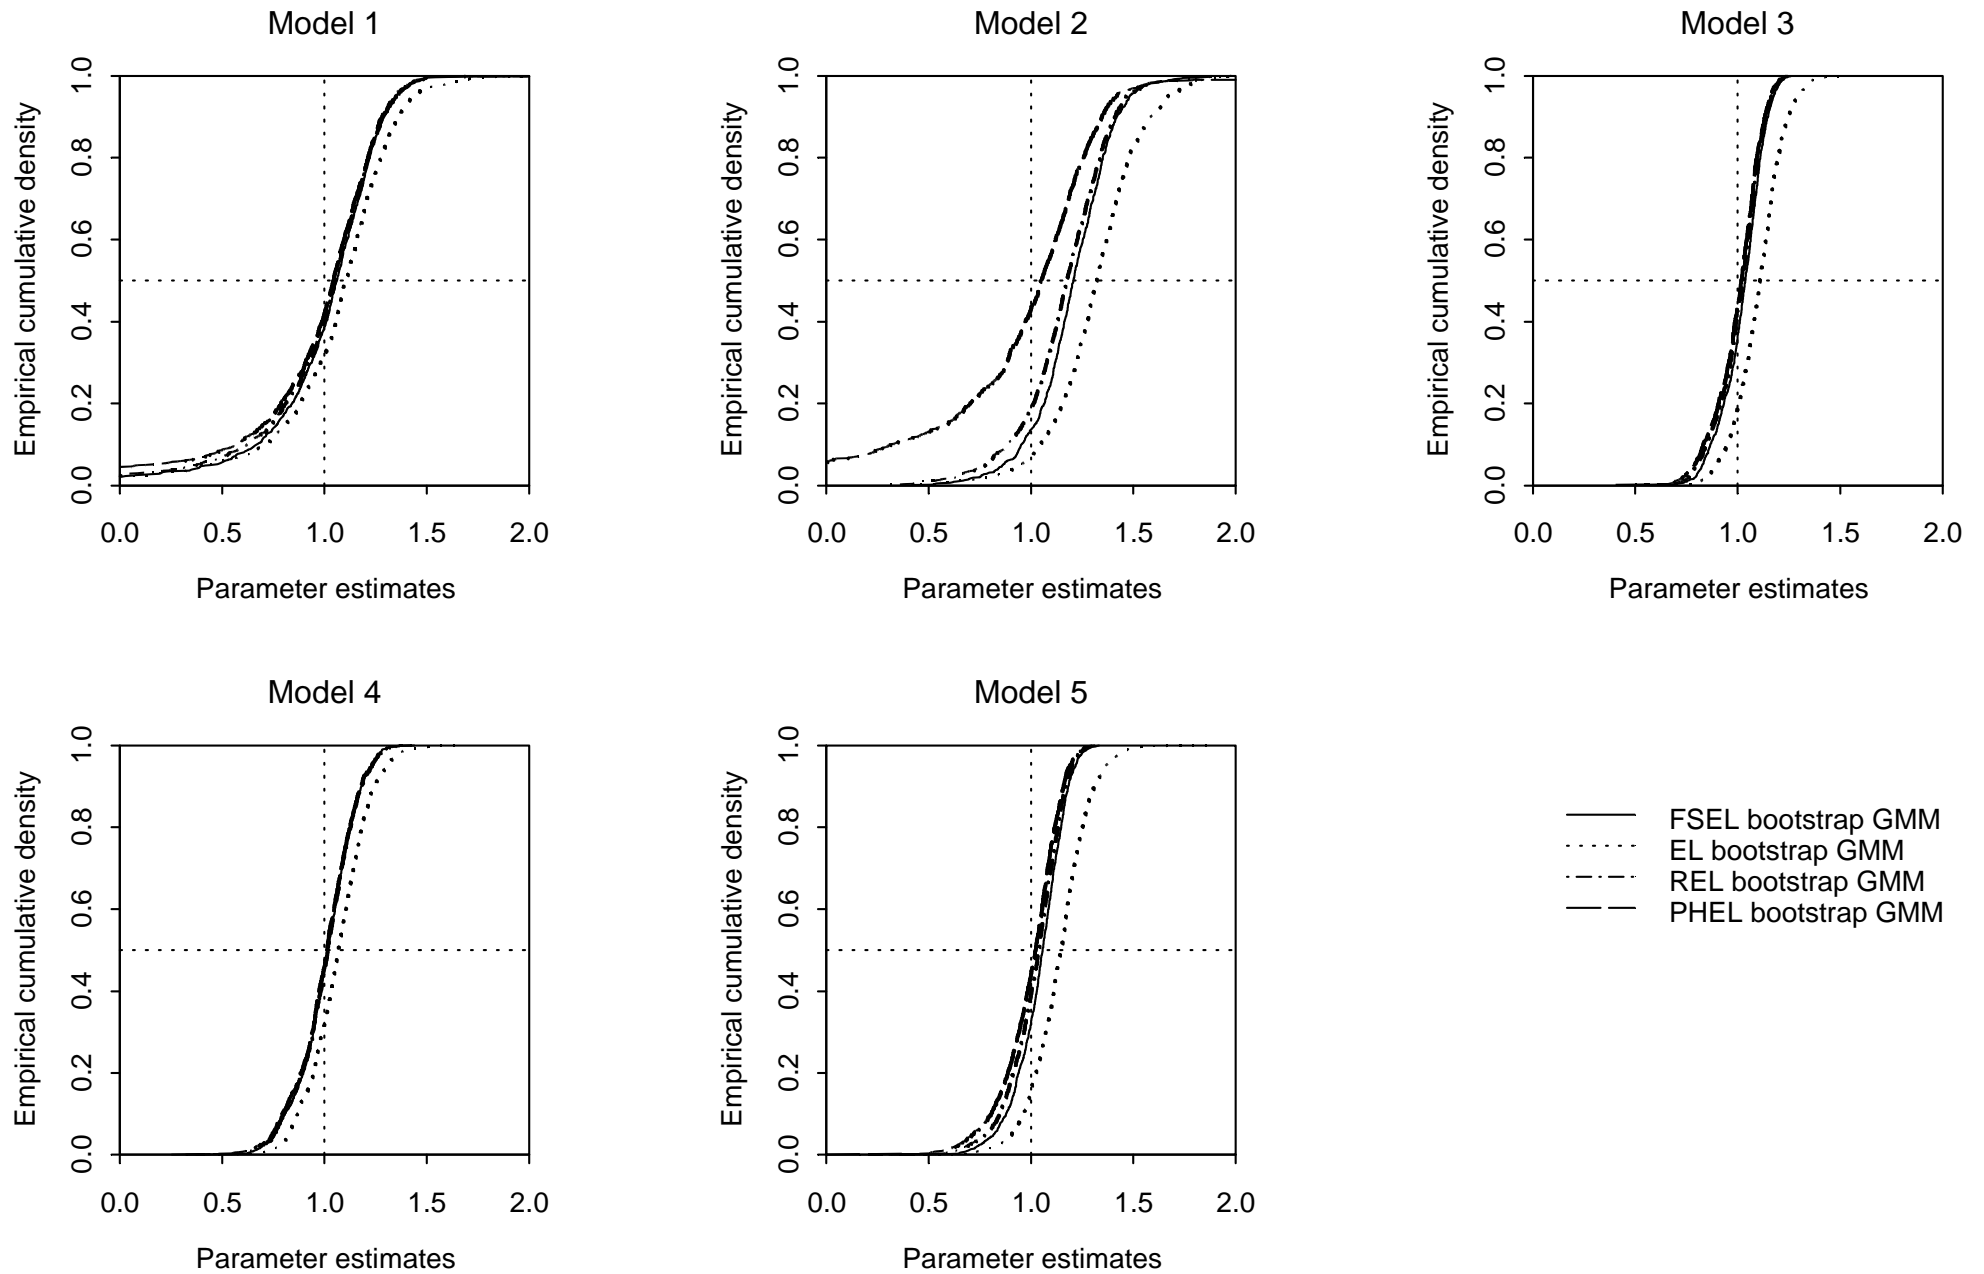 Model 1
Empirical cumulative density
0.0 0.2 0.4 0.6 0.8 1.0
0.0 0.5 1.0 1.5 2.0
Parameter estimates
Model 2
Empirical cumulative density
0.0 0.2 0.4 0.6 0.8 1.0
0.0 0.5 1.0 1.5 2.0
Parameter estimates
Model 3
Empirical cumulative density
0.0 0.2 0.4 0.6 0.8 1.0
0.0 0.5 1.0 1.5 2.0
Parameter estimates
Model 4
Empirical cumulative density
0.0 0.2 0.4 0.6 0.8 1.0
0.0 0.5 1.0 1.5 2.0
Parameter estimates
Model 5
Empirical cumulative density
0.0 0.2 0.4 0.6 0.8 1.0
0.0 0.5 1.0 1.5 2.0
Parameter estimates
FSEL bootstrap GMM
EL bootstrap GMM
REL bootstrap GMM
PHEL bootstrap GMM